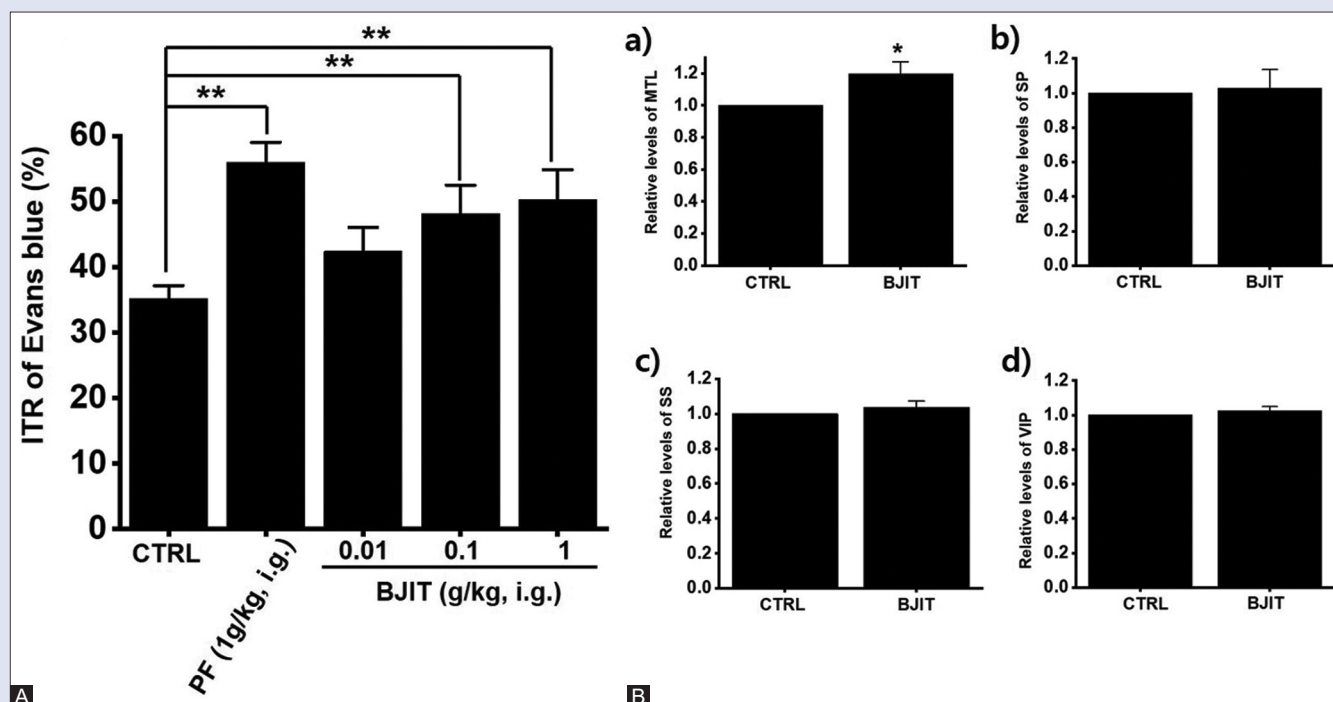 **
**
**
ITR of Evans blue (%)
60
50
40
30
20
10
0
CTRL
PF (1g/kg, i.g.)
0.01 0.1 1
BJIT (g/kg, i.g.)
A
a)
Relative levels of MTL
*
1.2
1.0
0.8
0.6
0.4
0.2
0.0
CTRL BJIT
b)
Relative levels of SP
1.2
1.0
0.8
0.6
0.4
0.2
0.0
CTRL BJIT
c)
Relative levels of SS
1.2
1.0
0.8
0.6
0.4
0.2
0.0
CTRL BJIT
d)
Relative levels of VIP
1.2
1.0
0.8
0.6
0.4
0.2
0.0
CTRL BJIT
B